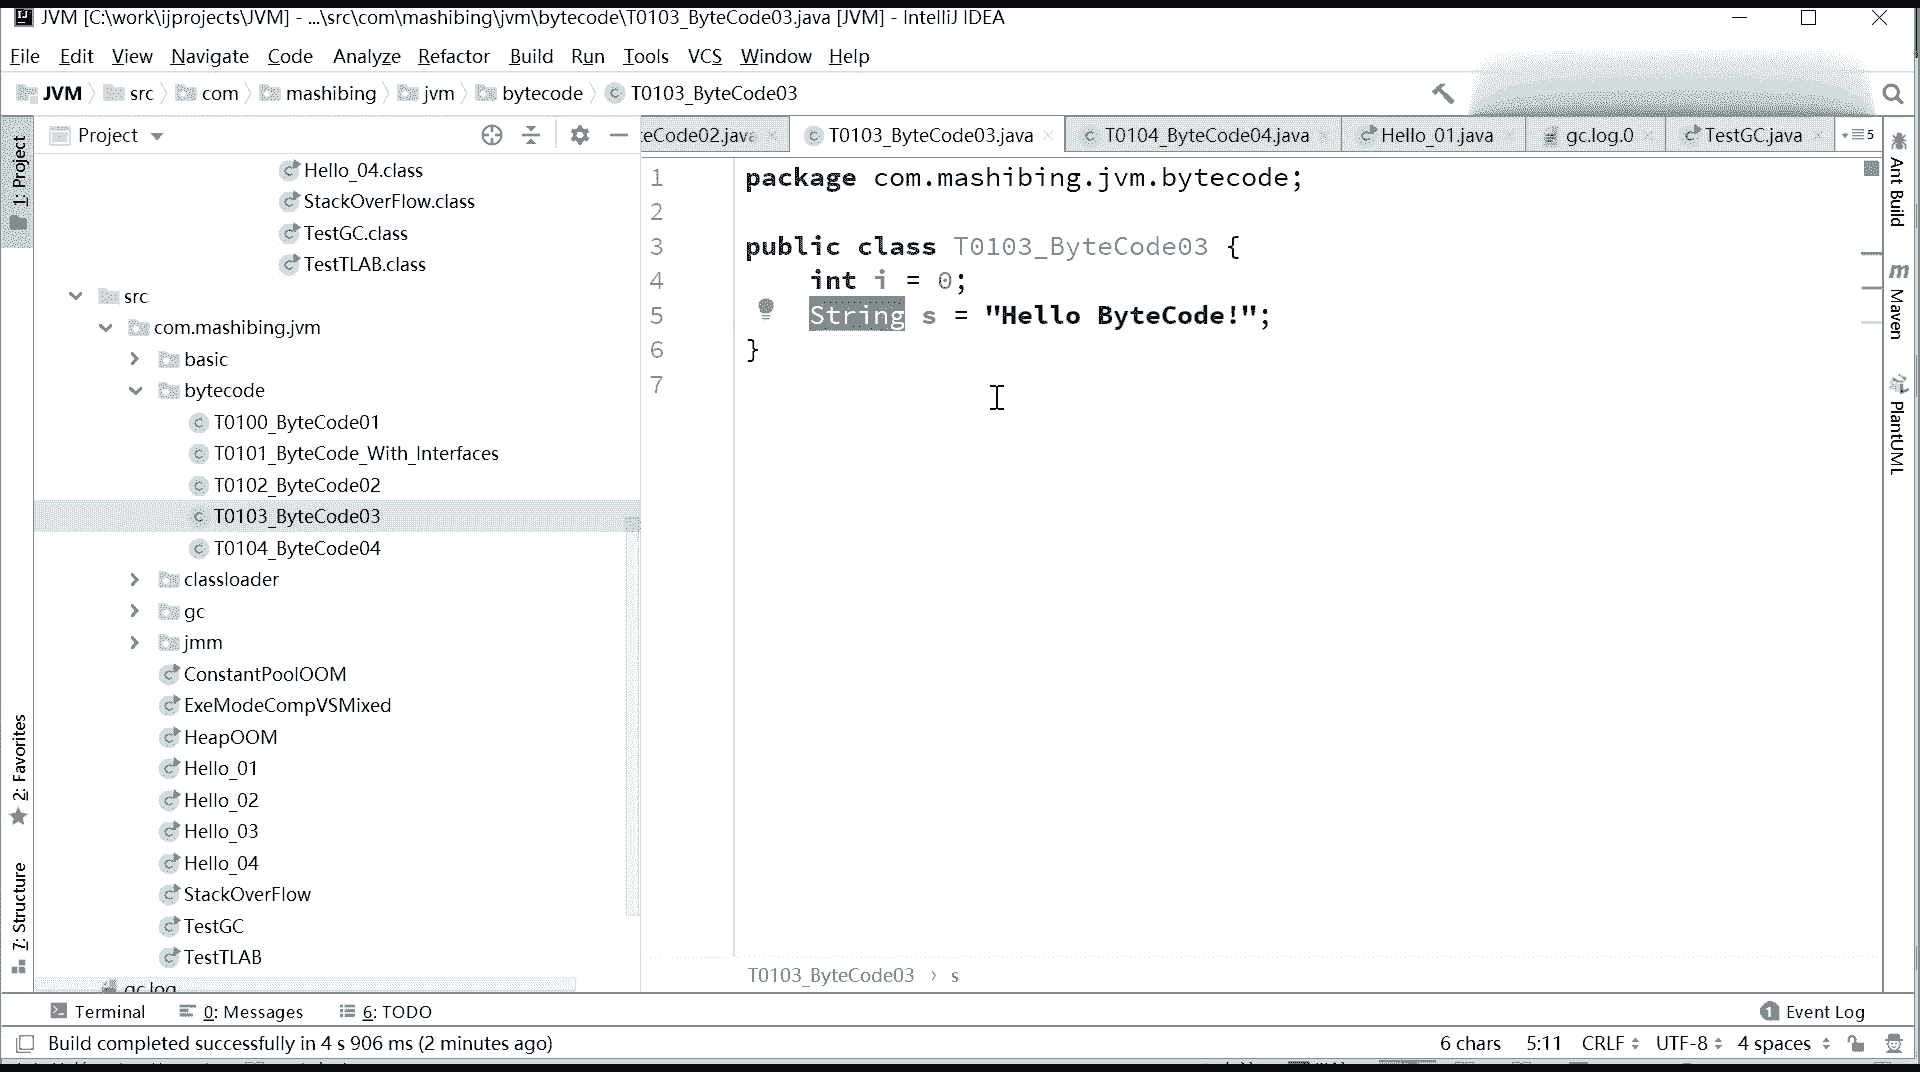 JVM [C:\work\ijprojects\JVM] - ...\src\com\mashibing\jvm\bytecode\T0103_ByteCode03.java [JVM] - IntelliJ IDEA
File Edit View Navigate Code Analyze Refactor Build Run Tools VCS Window Help
JVM src com mashibing jvm bytecode T0103_ByteCode03
Project
eCode02.java T0103_ByteCode03.java T0104_ByteCode04.java Hello_01.java gc.log.0 TestGC.java 5
1: Project
2: Favorites
7: Structure
Hello_04.class
StackOverFlow.class
TestGC.class
TestTLAB.class
src
com.mashibing.jvm
basic
bytecode
T0100_ByteCode01
T0101_ByteCode_With_Interfaces
T0102_ByteCode02
T0103_ByteCode03
T0104_ByteCode04
classloader
gc
jmm
ConstantPoolOOM
ExeModeCompVSMixed
HeapOOM
Hello_01
Hello_02
Hello_03
Hello_04
StackOverFlow
TestGC
TestTLAB
gc.log
1 package com.mashibing.jvm.bytecode;
2
3 public class T0103_ByteCode03 {
4 int i = 0;
5 String s = "Hello ByteCode!";
6 }
7
T0103_ByteCode03 › s
Ant Build
m Maven
PlantUML
Terminal 0: Messages 6: TODO 1 Event Log
Build completed successfully in 4 s 906 ms (2 minutes ago) 6 chars 5:11 CRLF UTF-8 4 spaces